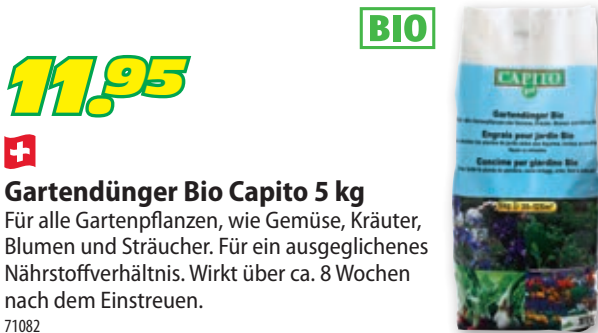 BIO
11.95
Gartendünger Bio Capito 5 kg
Für alle Gartenpflanzen, wie Gemüse, Kräuter,
Blumen und Sträucher. Für ein ausgeglichenes
Nährstoffverhältnis. Wirkt über ca. 8 Wochen
nach dem Einstreuen.
71082
CAPITO
Gartendünger Bio
Engrais pour jardin Bio
Concime per giardino Bio